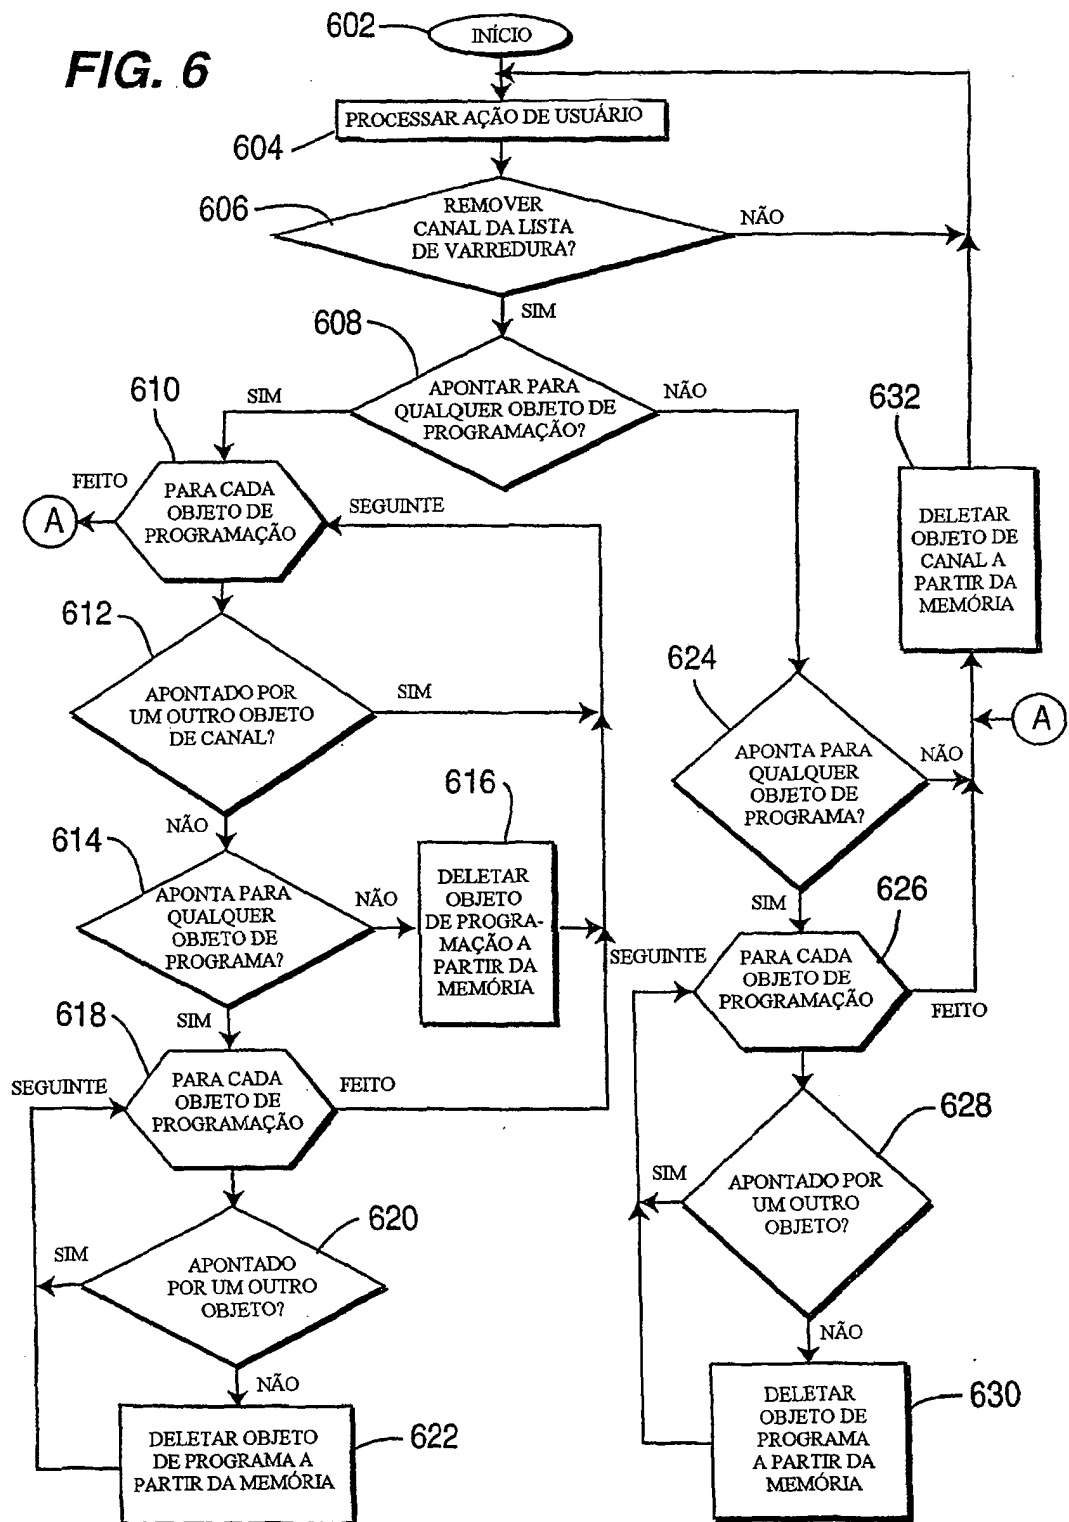 FIG. 6
602
INÍCIO
PROCESSAR AÇÃO DE USUÁRIO
604
606
REMOVER
CANAL DA LISTA
DE VARREDURA?
NÃO
SIM
608
APONTAR PARA
QUALQUER OBJETO DE
PROGRAMAÇÃO?
SIM
NÃO
610
FEITO
A
PARA CADA
OBJETO DE
PROGRAMAÇÃO
SEGUINTE
632
DELETAR
OBJETO DE
CANAL A
PARTIR DA
MEMÓRIA
612
APONTADO POR
UM OUTRO OBJETO
DE CANAL?
SIM
NÃO
624
A
APONTA PARA
QUALQUER
OBJETO DE
PROGRAMA?
NÃO
SIM
614
APONTA PARA
QUALQUER
OBJETO DE
PROGRAMA?
NÃO
SIM
616
DELETAR
OBJETO
DE PROGRA-
MAÇÃO A
PARTIR DA
MEMÓRIA
626
SEGUINTE
PARA CADA
OBJETO DE
PROGRAMAÇÃO
FEITO
618
SEGUINTE
PARA CADA
OBJETO DE
PROGRAMAÇÃO
FEITO
628
SIM
APONTADO POR
UM OUTRO
OBJETO?
NÃO
620
SIM
APONTADO
POR UM OUTRO
OBJETO?
NÃO
DELETAR OBJETO
DE PROGRAMA A
PARTIR DA MEMÓRIA
622
DELETAR
OBJETO DE
PROGRAMA
A PARTIR DA
MEMÓRIA
630